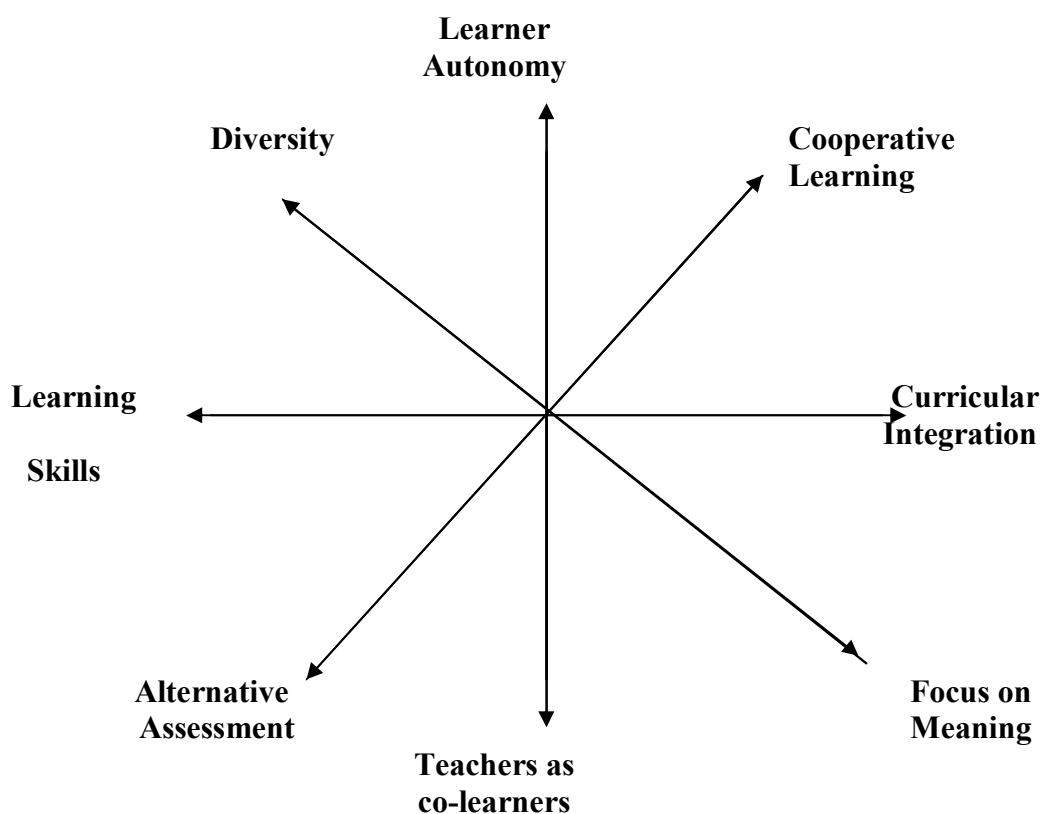 Learner
Autonomy
Diversity
Cooperative
Learning
Learning
Skills
Curricular
Integration
Alternative
Assessment
Focus on
Meaning
Teachers as
co-learners